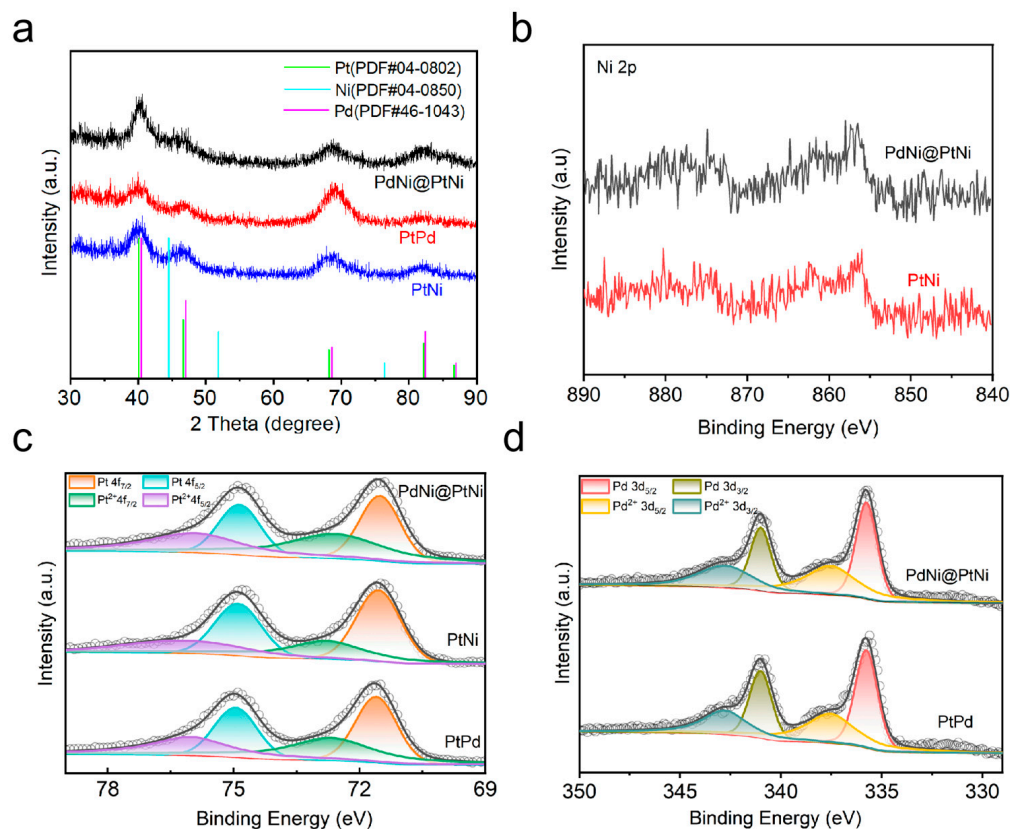 a
Pt(PDF#04-0802)
Ni(PDF#04-0850)
Pd(PDF#46-1043)
PdNi@PtNi
PtPd
PtNi
Intensity (a.u.)
30 40 50 60 70 80 90
2 Theta (degree)
b
Ni 2p
PdNi@PtNi
PtNi
Intensity (a.u)
890 880 870 860 850 840
Binding Energy (eV)
c
Pt 4f7/2 Pt 4f5/2
Pt2+4f7/2 Pt2+4f5/2
PdNi@PtNi
PtNi
PtPd
Intensity (a.u.)
78 75 72 69
Binding Energy (eV)
d
Pd 3d5/2 Pd 3d3/2
Pd2+ 3d5/2 Pd2+ 3d3/2
PdNi@PtNi
PtPd
Intensity (a.u.)
350 345 340 335 330
Binding Energy (eV)